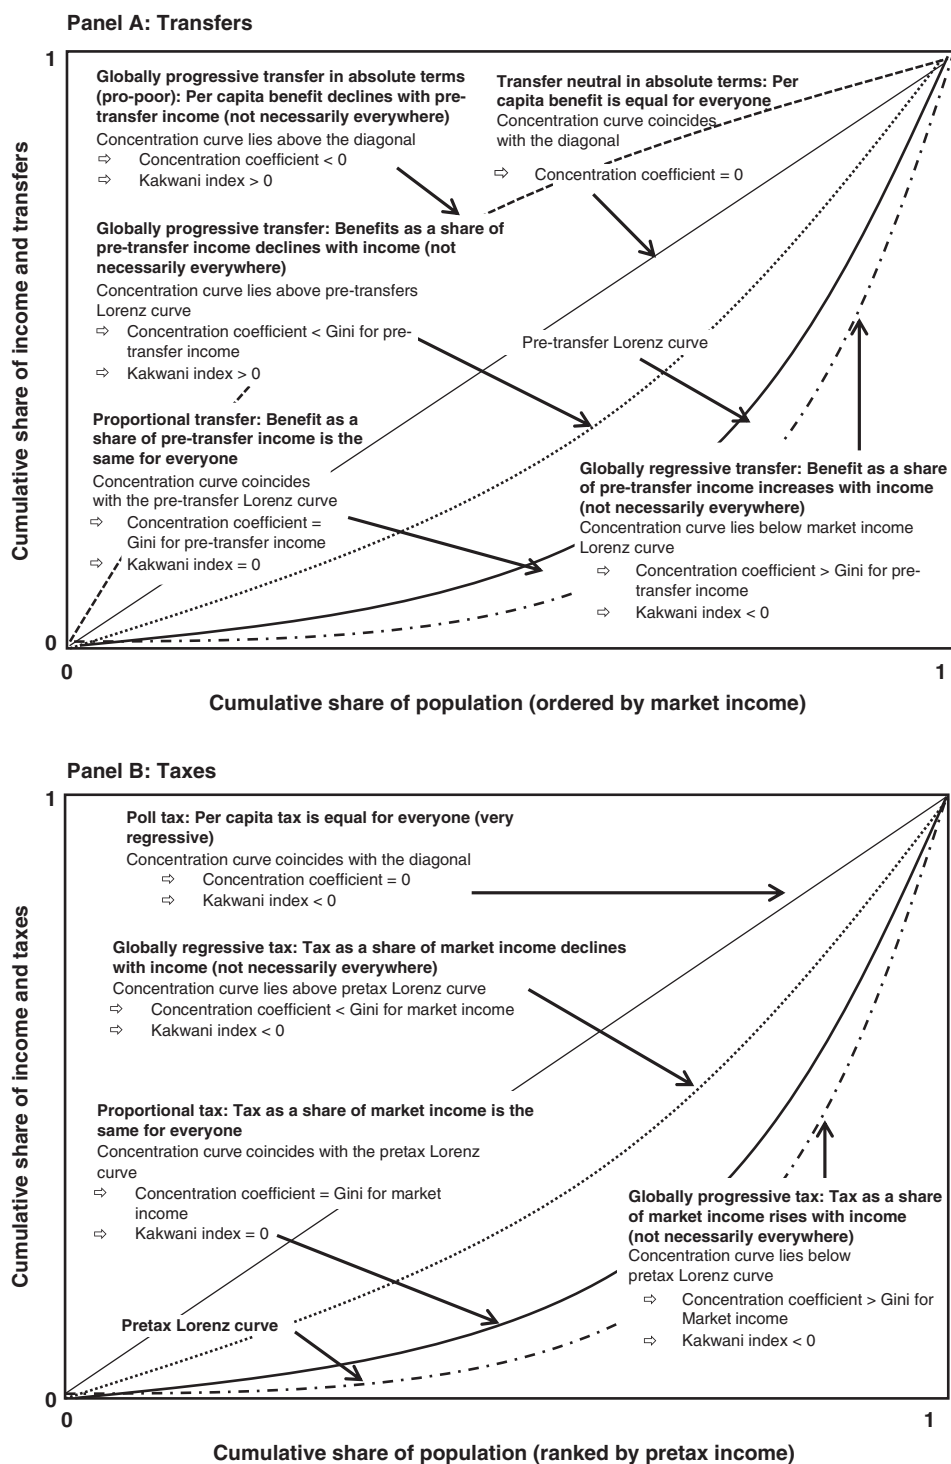 Panel A: Transfers
1
Globally progressive transfer in absolute terms
(pro-poor): Per capita benefit declines with pre-
transfer income (not necessarily everywhere)
Concentration curve lies above the diagonal
⇨ Concentration coefficient < 0
⇨ Kakwani index > 0
Transfer neutral in absolute terms: Per
capita benefit is equal for everyone
Concentration curve coincides
with the diagonal
⇨ Concentration coefficient = 0
Globally progressive transfer: Benefits as a share of
pre-transfer income declines with income (not
necessarily everywhere)
Concentration curve lies above pre-transfers
Lorenz curve
⇨ Concentration coefficient < Gini for pre-
transfer income
⇨ Kakwani index > 0
Pre-transfer Lorenz curve
Proportional transfer: Benefit as a
share of pre-transfer income is the
same for everyone
Concentration curve coincides
with the pre-transfer Lorenz curve
⇨ Concentration coefficient =
Gini for pre-transfer income
⇨ Kakwani index = 0
Globally regressive transfer: Benefit as a share
of pre-transfer income increases with income
(not necessarily everywhere)
Concentration curve lies below market income
Lorenz curve
⇨ Concentration coefficient > Gini for pre-
transfer income
⇨ Kakwani index < 0
Cumulative share of income and transfers
0
0
1
Cumulative share of population (ordered by market income)
Panel B: Taxes
1
Poll tax: Per capita tax is equal for everyone (very
regressive)
Concentration curve coincides with the diagonal
⇨ Concentration coefficient = 0
⇨ Kakwani index < 0
Globally regressive tax: Tax as a share of market income declines
with income (not necessarily everywhere)
Concentration curve lies above pretax Lorenz curve
⇨ Concentration coefficient < Gini for market income
⇨ Kakwani index < 0
Proportional tax: Tax as a share of market income is the
same for everyone
Concentration curve coincides with the pretax Lorenz
curve
⇨ Concentration coefficient = Gini for market
income
⇨ Kakwani index = 0
Globally progressive tax: Tax as a share
of market income rises with income
(not necessarily everywhere)
Concentration curve lies below
pretax Lorenz curve
⇨ Concentration coefficient > Gini for
Market income
⇨ Kakwani index < 0
Pretax Lorenz curve
Cumulative share of income and taxes
0
0
1
Cumulative share of population (ranked by pretax income)